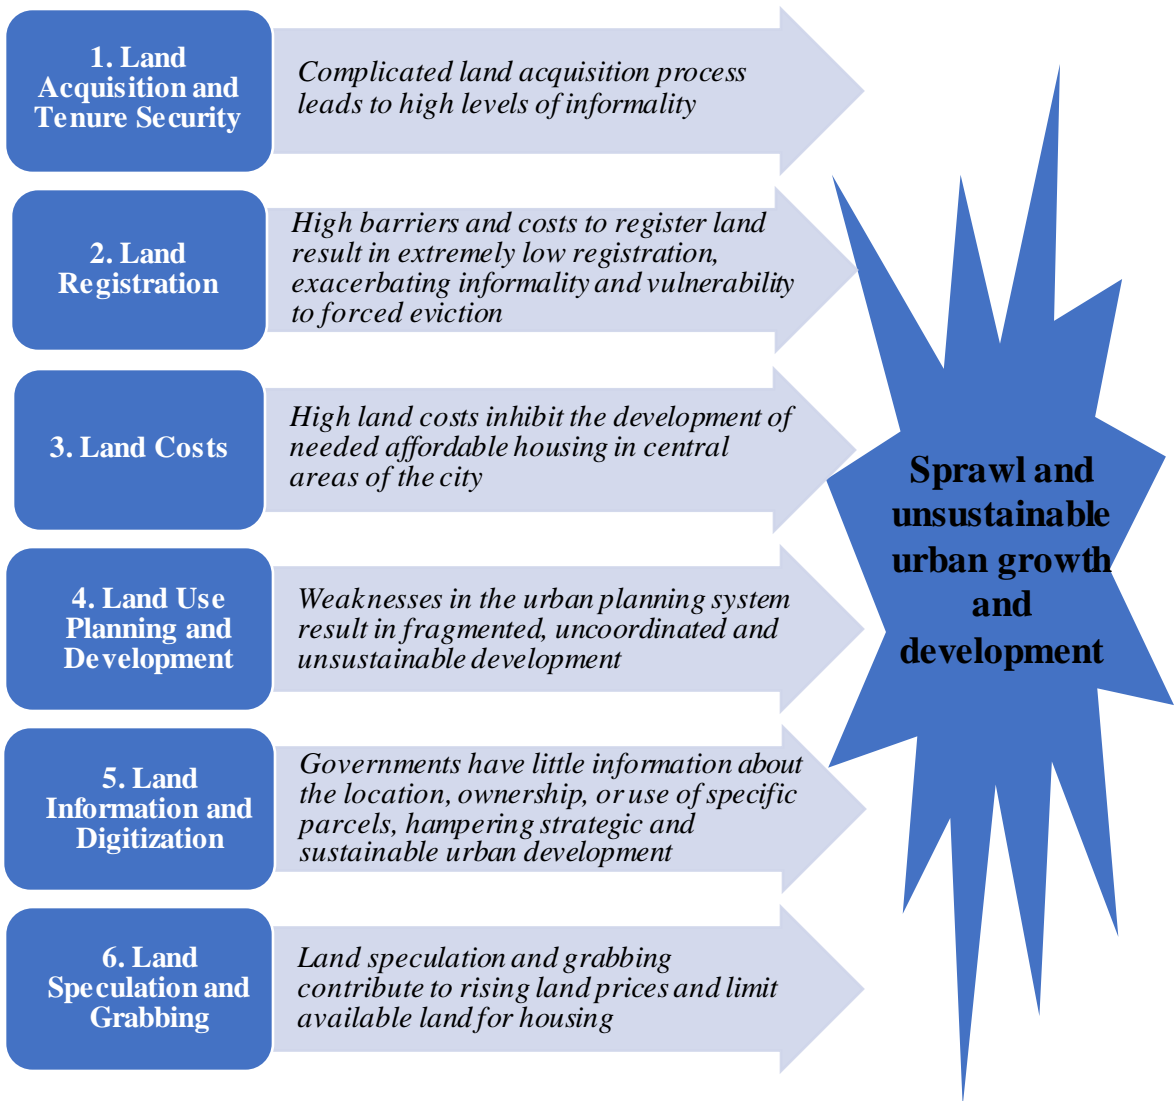 1. Land
Acquisition and
Tenure Security
Complicated land acquisition process
leads to high levels of informality
2. Land
Registration
High barriers and costs to register land
result in extremely low registration,
exacerbating informality and vulnerability
to forced eviction
3. Land Costs
High land costs inhibit the development of
needed affordable housing in central
areas of the city
4. Land Use
Planning and
Development
Weaknesses in the urban planning system
result in fragmented, uncoordinated and
unsustainable development
5. Land
Information and
Digitization
Governments have little information about
the location, ownership, or use of specific
parcels, hampering strategic and
sustainable urban development
6. Land
Speculation and
Grabbing
Land speculation and grabbing
contribute to rising land prices and limit
available land for housing
Sprawl and
unsustainable
urban growth
and
development